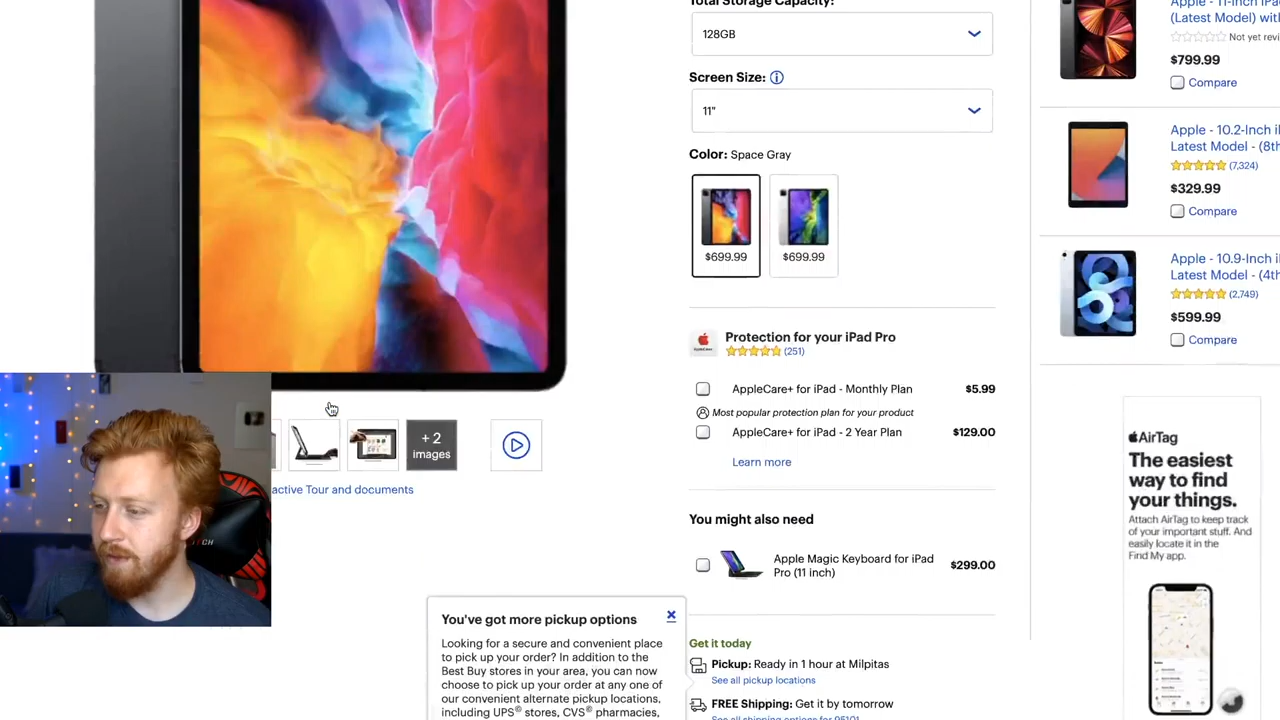 Total Storage Capacity:
128GB
Screen Size:
11"
Color: Space Gray
$699.99
$699.99
Protection for your iPad Pro
(251)
AppleCare+ for iPad - Monthly Plan $5.99
Most popular protection plan for your product
AppleCare+ for iPad - 2 Year Plan $129.00
Learn more
You might also need
Apple Magic Keyboard for iPad
Pro (11 inch)
$299.00
Get it today
Pickup: Ready in 1 hour at Milpitas
See all pickup locations
FREE Shipping: Get it by tomorrow
See all shipping options for 95101
+ 2
images
active Tour and documents
You've got more pickup options
Looking for a secure and convenient place
to pick up your order? In addition to the
Best Buy stores in your area, you can now
choose to pick up your order at any one of
our convenient alternate pickup locations,
including UPS® stores, CVS® pharmacies,
Apple - 11-Inch iPa
(Latest Model) with
Not yet revi
$799.99
Compare
Apple - 10.2-Inch i
Latest Model - (8th
(7,324)
$329.99
Compare
Apple - 10.9-Inch i
Latest Model - (4th
(2,749)
$599.99
Compare
AirTag
The easiest
way to find
your things.
Attach AirTag to keep track
of your important stuff. And
easily locate it in the
Find My app.